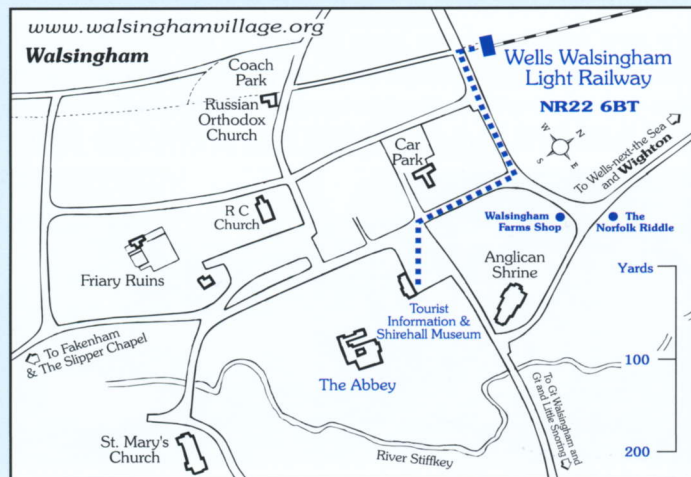 www.walsinghamvillage.org
Walsingham
Coach
Park
Russian
Orthodox
Church
Wells Walsingham
Light Railway
NR22 6BT
N
W
S
E
To Wells-next-the Sea
and Wighton
Car
Park
R C
Church
Walsingham
Farms Shop
The
Norfolk Riddle
Friary Ruins
Anglican
Shrine
Yards
Tourist
Information &
Shirehall Museum
To Fakenham
& The Slipper Chapel
The Abbey
100
To Gt Walsingham and
Gt and Little Snoring
St. Mary's
Church
River Stiffkey
200